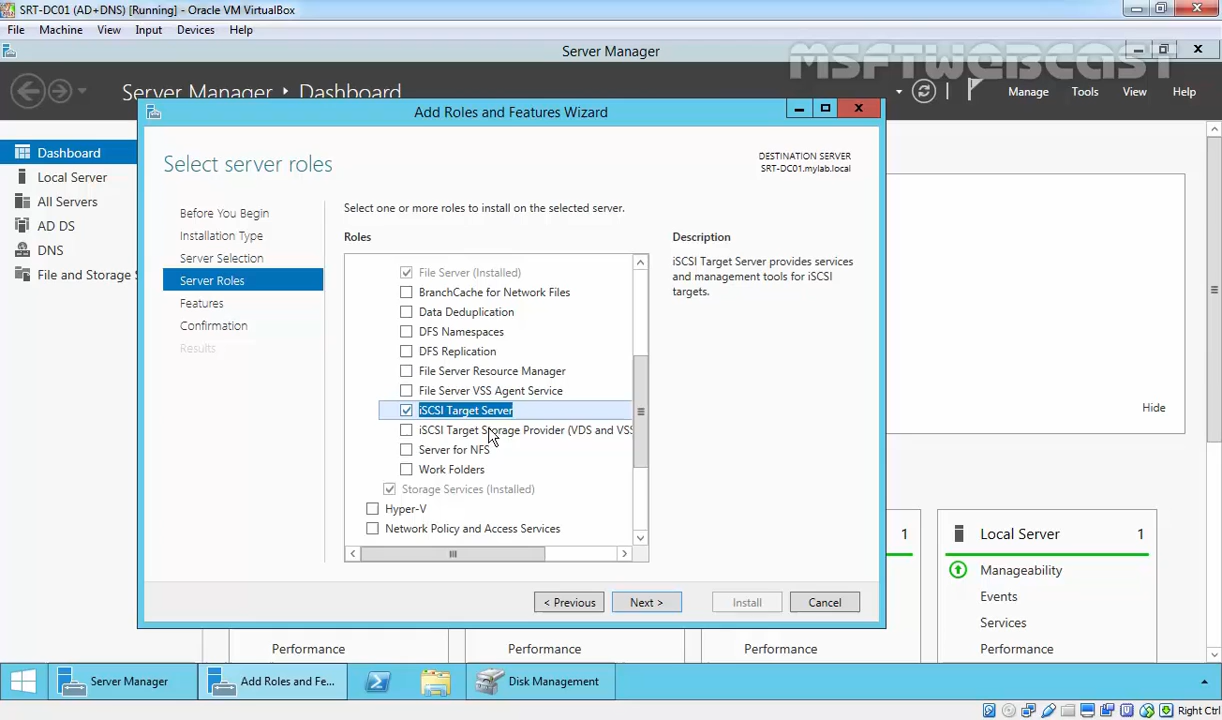 SRT-DC01 (AD+DNS) [Running] - Oracle VM VirtualBox
File Machine View Input Devices Help
Server Manager
MSFTWEBCAST
Server Manager • Dashboard
Manage Tools View Help
Add Roles and Features Wizard
Dashboard
Local Server
All Servers
AD DS
DNS
File and Storage S
Select server roles
DESTINATION SERVER
SRT-DC01.mylab.local
Before You Begin
Installation Type
Server Selection
Server Roles
Features
Confirmation
Results
Select one or more roles to install on the selected server.
Roles
File Server (Installed)
BranchCache for Network Files
Data Deduplication
DFS Namespaces
DFS Replication
File Server Resource Manager
File Server VSS Agent Service
iSCSI Target Server
iSCSI Target Storage Provider (VDS and VSS
Server for NFS
Work Folders
Storage Services (Installed)
Hyper-V
Network Policy and Access Services
Description
iSCSI Target Server provides services
and management tools for iSCSI
targets.
< Previous
Next >
Install
Cancel
Hide
1
Local Server 1
Manageability
Events
Services
Performance
Performance
Performance
Performance
Server Manager
Add Roles and Fe...
Disk Management
Right Ctrl